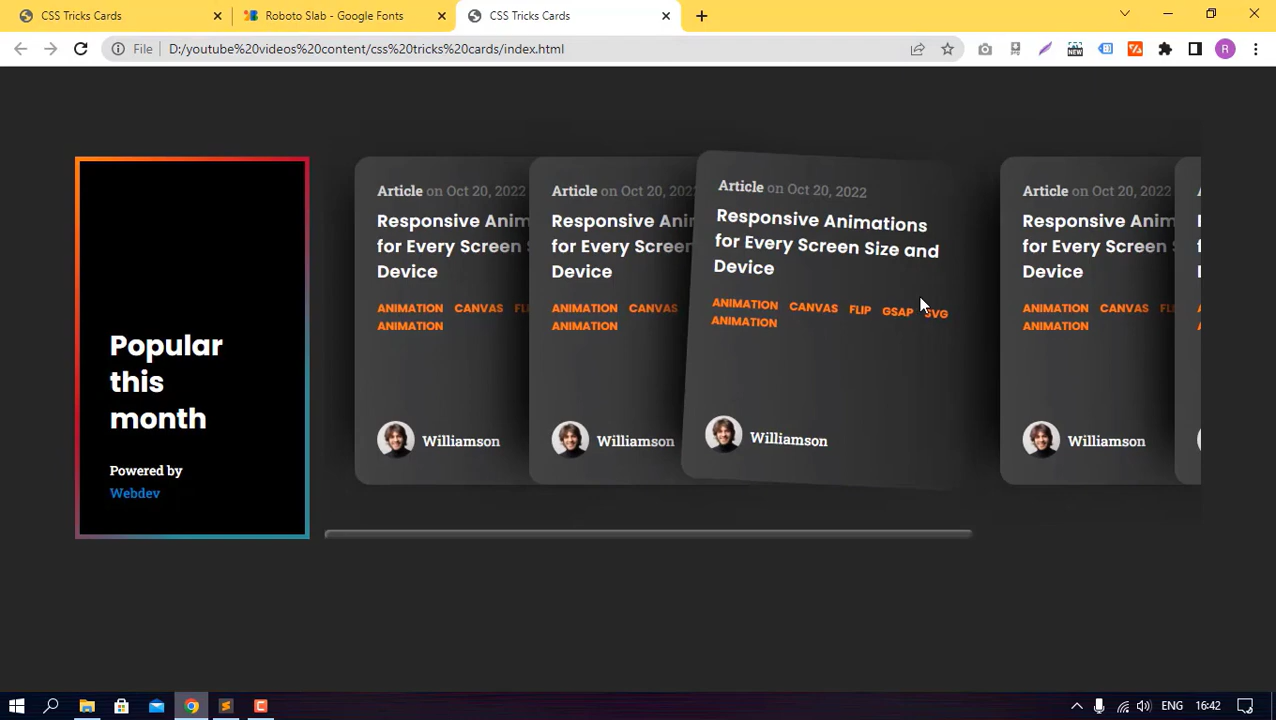 CSS Tricks Cards
Roboto Slab - Google Fonts
CSS Tricks Cards
File
D:/youtube%20videos%20content/css%20tricks%20cards/index.html
NEW
R
Popular
this
month
Powered by
Webdev
Article on Oct 20, 2022
Responsive Anim
for Every Screen S
Device
ANIMATION CANVAS FLI
ANIMATION
Williamson
Article on Oct 20, 202
Responsive Anim
for Every Screen
Device
ANIMATION CANVAS
ANIMATION
Williamson
Article on Oct 20, 2022
Responsive Animations
for Every Screen Size and
Device
ANIMATION CANVAS FLIP GSAP SVG
ANIMATION
Williamson
Article on Oct 20, 2022
Responsive Anim
for Every Screen
Device
ANIMATION CANVAS
ANIMATION
Williamson
ENG
16:42